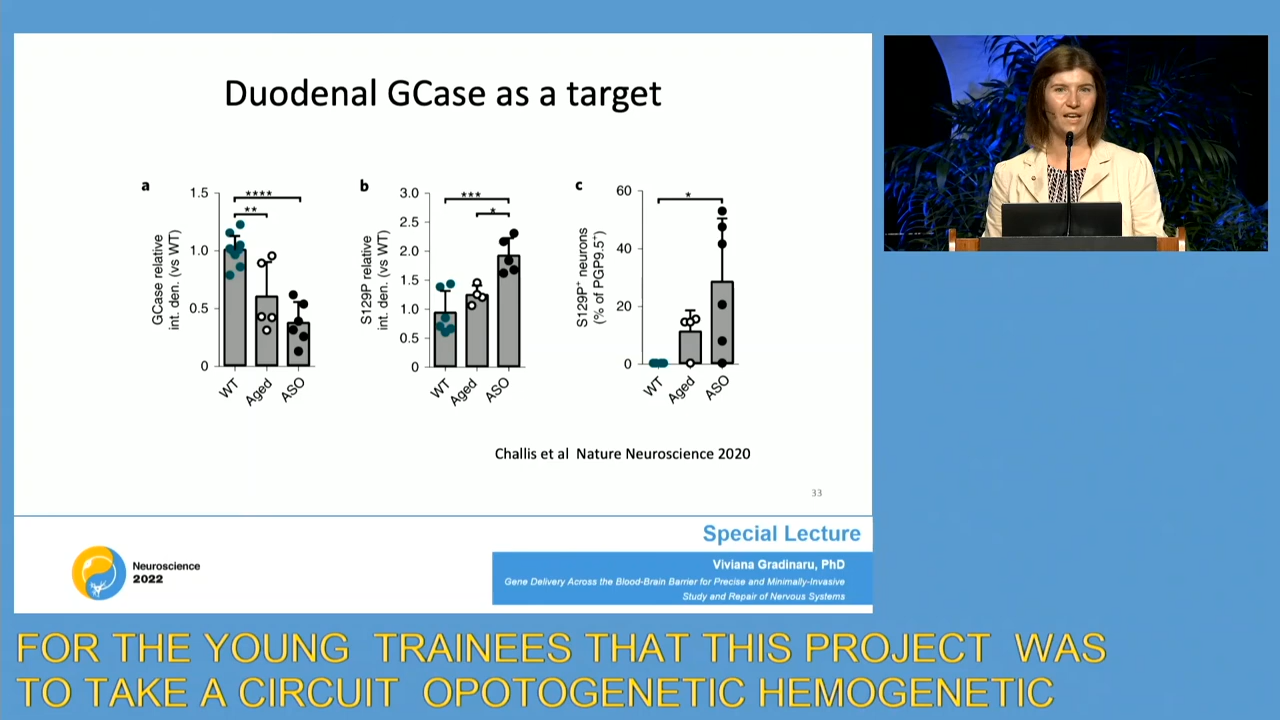 Duodenal GCase as a target
a
GCase relative
int. den. (vs WT)
1.5
1.0
0.5
0
****
**
WT
Aged
ASO
b
S129P relative
int. den. (vs WT)
3.0
2.5
2.0
1.5
1.0
0.5
0
***
*
WT
Aged
ASO
c
S129P⁺ neurons
(% of PGP9.5⁺)
60
40
20
0
*
WT
Aged
ASO
Challis et al Nature Neuroscience 2020
33
Special Lecture
Neuroscience
2022
Viviana Gradinaru, PhD
Gene Delivery Across the Blood-Brain Barrier for Precise and Minimally-Invasive
Study and Repair of Nervous Systems
FOR THE YOUNG TRAINEES THAT THIS PROJECT WAS
TO TAKE A CIRCUIT OPOTOGENETIC HEMOGENETIC